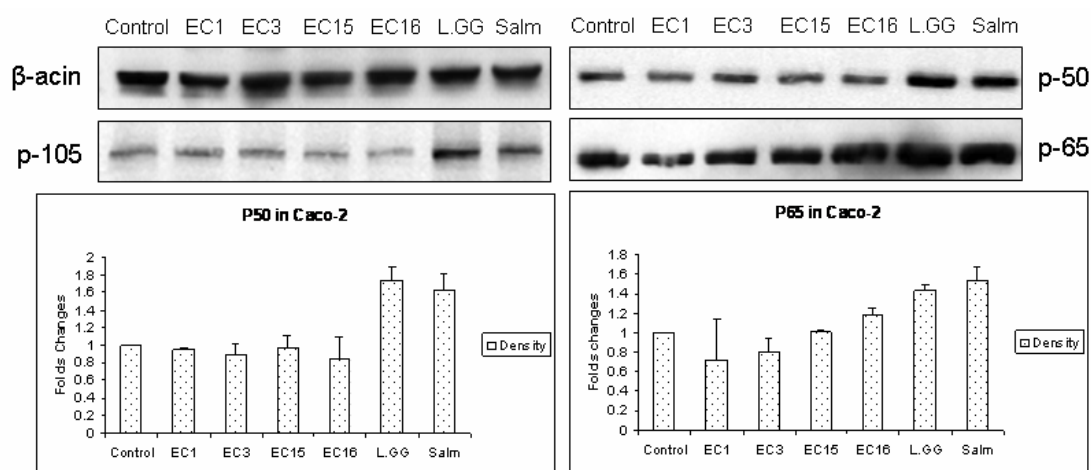 Control EC1 EC3 EC15 EC16 L.GG Salm
β-acin
p-105
Control EC1 EC3 EC15 EC16 L.GG Salm
p-50
p-65
P50 in Caco-2
Folds Changes
2
1.8
1.6
1.4
1.2
1
0.8
0.6
0.4
0.2
0
Control EC1 EC3 EC15 EC16 L.GG Salm
Density
P65 in Caco-2
Folds changes
1.8
1.6
1.4
1.2
1
0.8
0.6
0.4
0.2
0
Control EC1 EC3 EC15 EC16 L.GG Salm
Density